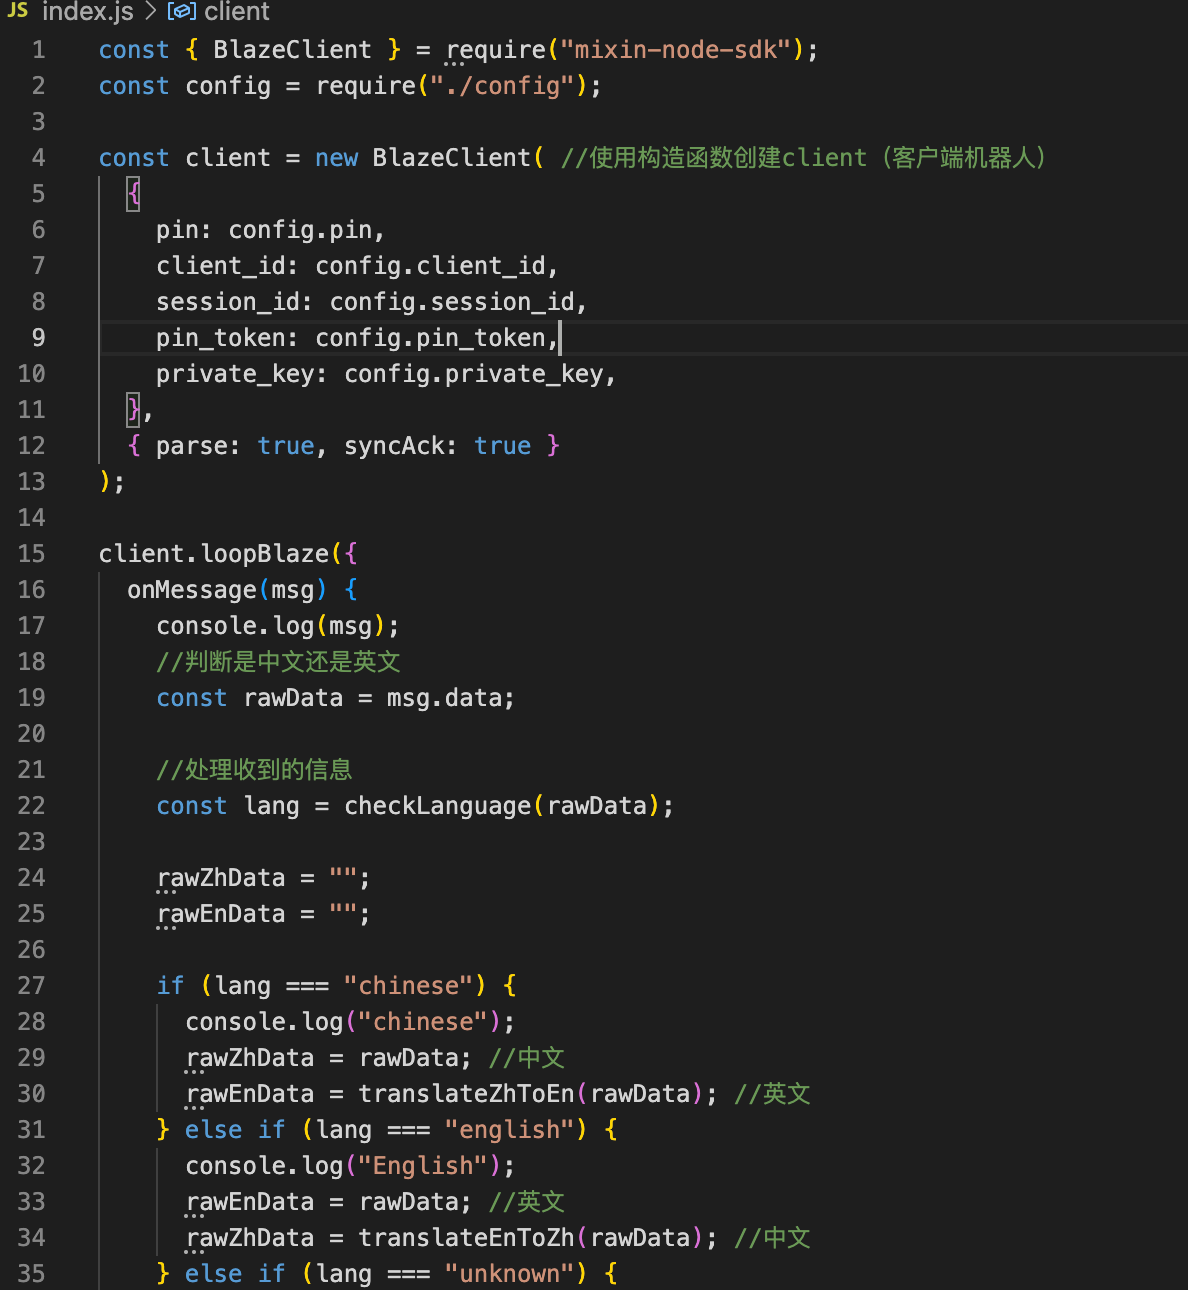 JS index.js > client
1 const { BlazeClient } = require("mixin-node-sdk");
2 const config = require("./config");
3
4 const client = new BlazeClient( //使用构造函数创建client（客户端机器人）
5 {
6 pin: config.pin,
7 client_id: config.client_id,
8 session_id: config.session_id,
9 pin_token: config.pin_token,
10 private_key: config.private_key,
11 },
12 { parse: true, syncAck: true }
13 );
14
15 client.loopBlaze({
16 onMessage(msg) {
17 console.log(msg);
18 //判断是中文还是英文
19 const rawData = msg.data;
20
21 //处理收到的信息
22 const lang = checkLanguage(rawData);
23
24 rawZhData = "";
25 rawEnData = "";
26
27 if (lang === "chinese") {
28 console.log("chinese");
29 rawZhData = rawData; //中文
30 rawEnData = translateZhToEn(rawData); //英文
31 } else if (lang === "english") {
32 console.log("English");
33 rawEnData = rawData; //英文
34 rawZhData = translateEnToZh(rawData); //中文
35 } else if (lang === "unknown") {